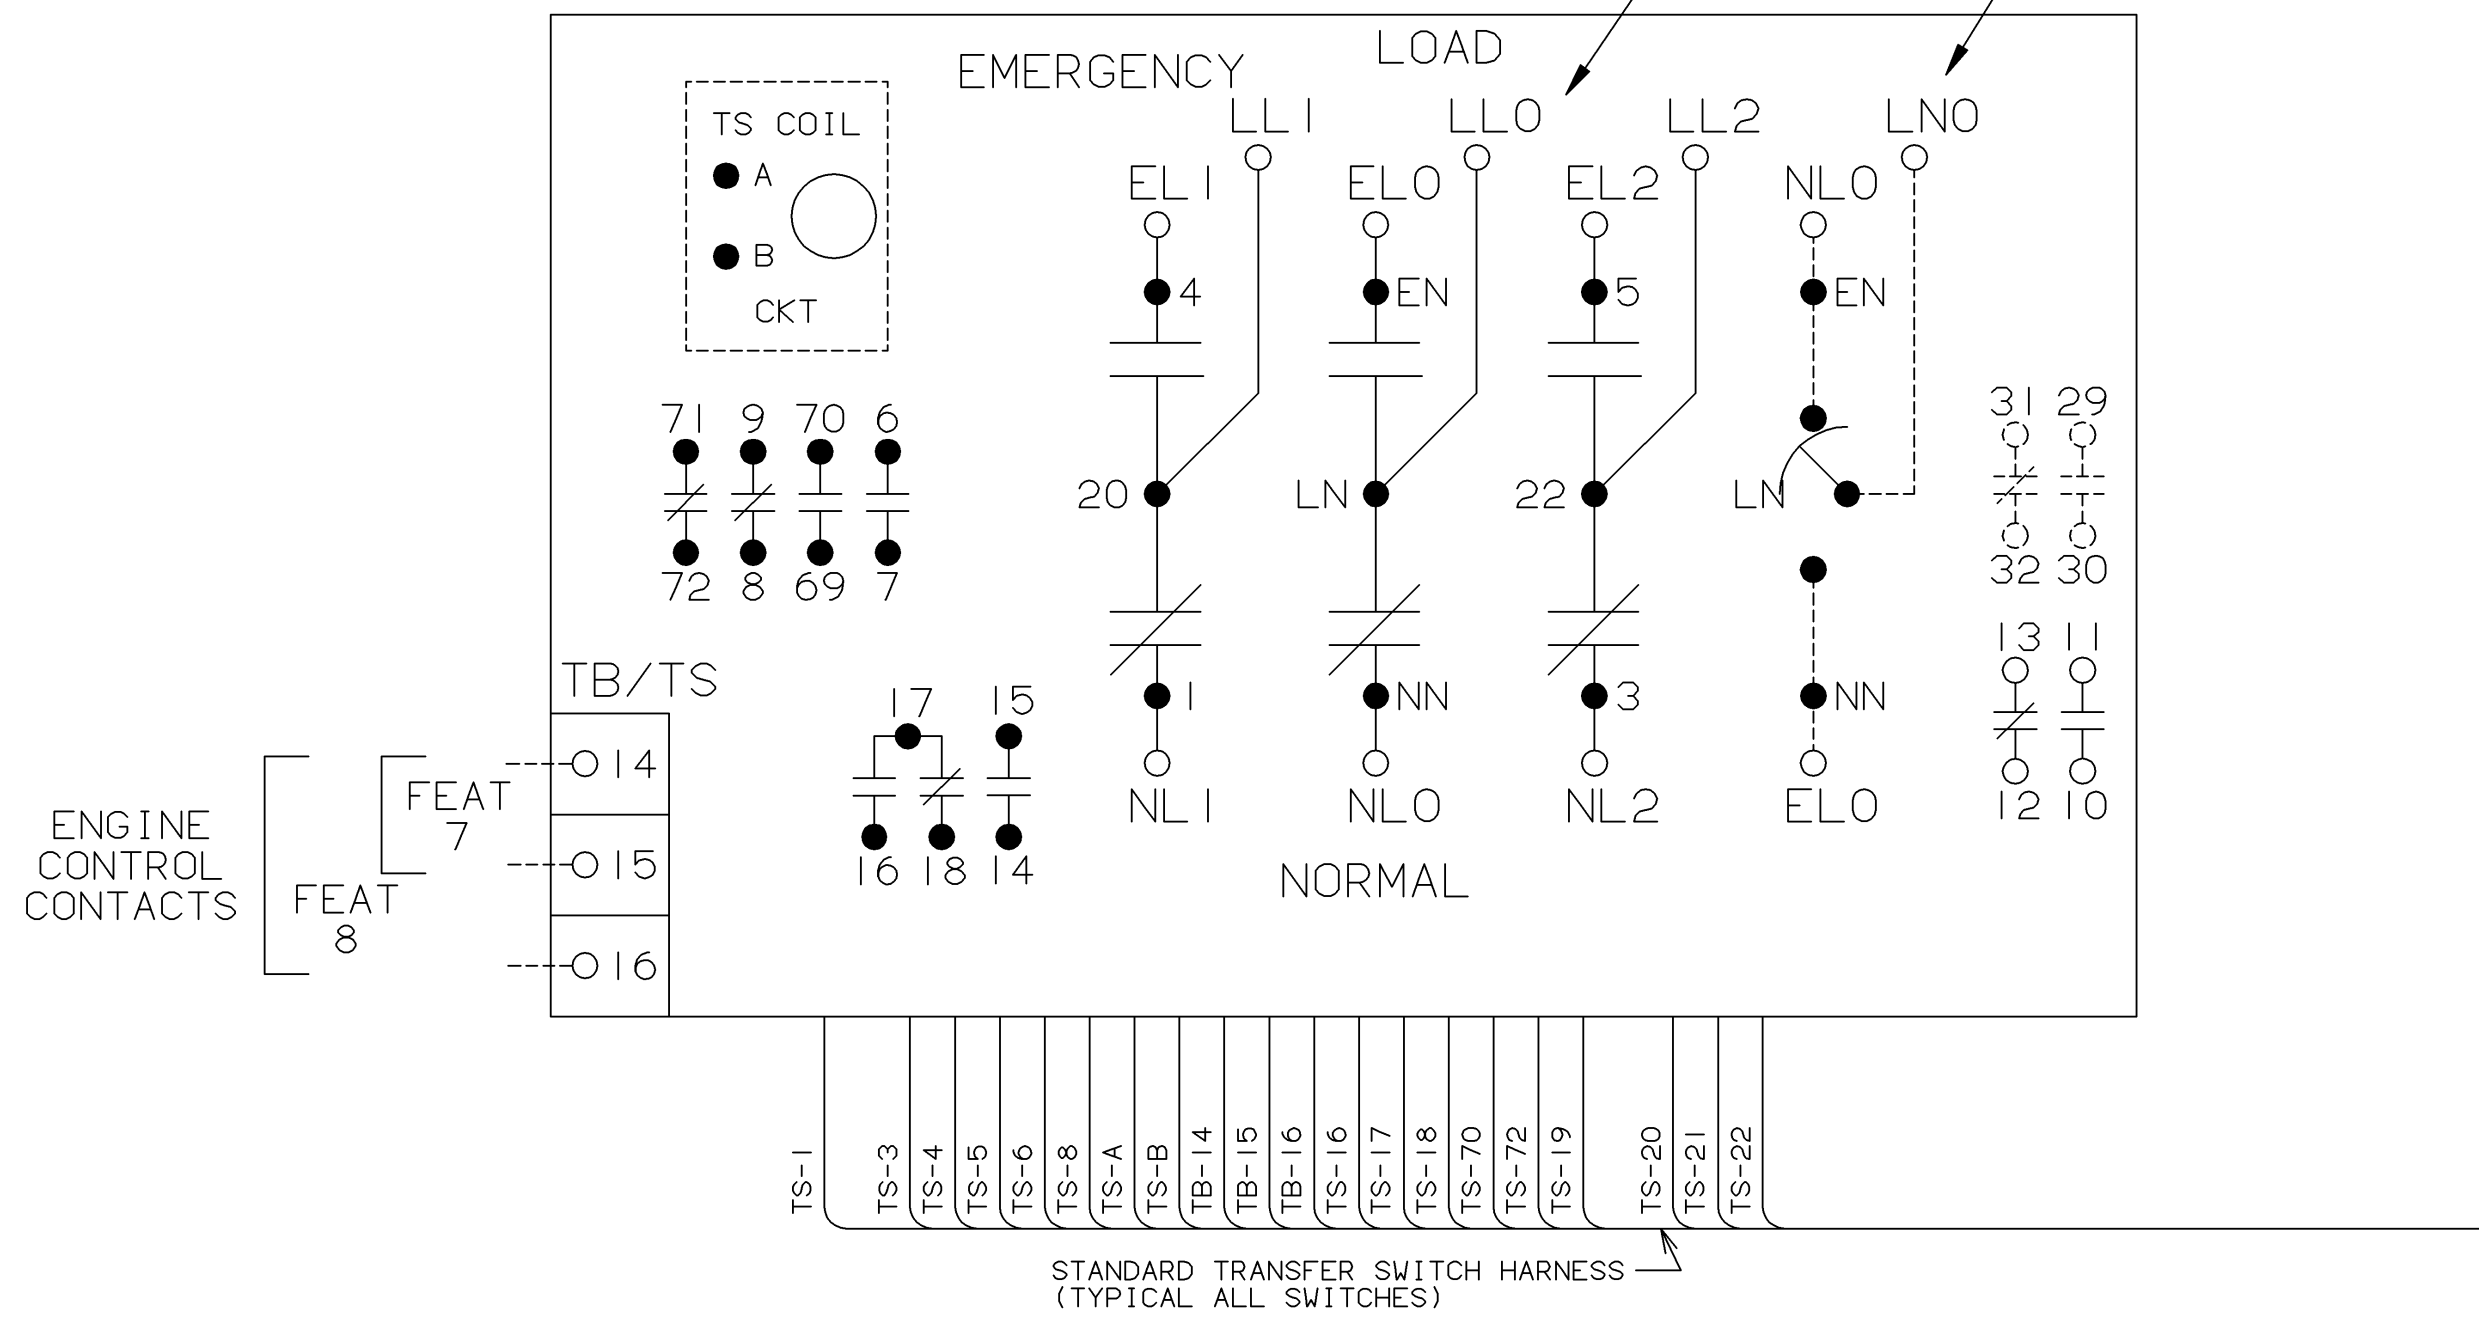 LOAD
EMERGENCY
LL1 LL0 LL2 LN0
TS COIL
A
B
CKT
EL1 EL0 EL2 NL0
4 EN 5 EN
71 9 70 6
31 29
20 LN 22 LN
72 8 69 7
32 30
13 11
TB/TS
17 15
1 NN 3 NN
14
15
16
FEAT
7
ENGINE
CONTROL
CONTACTS
FEAT
8
NL1 NL0 NL2 EL0
12 10
16 18 14
NORMAL
TS-1
TS-3
TS-4
TS-5
TS-6
TS-8
TS-A
TS-B
TB-14
TB-15
TB-16
TS-16
TS-17
TS-18
TS-70
TS-72
TS-19
TS-20
TS-21
TS-22
STANDARD TRANSFER SWITCH HARNESS
(TYPICAL ALL SWITCHES)